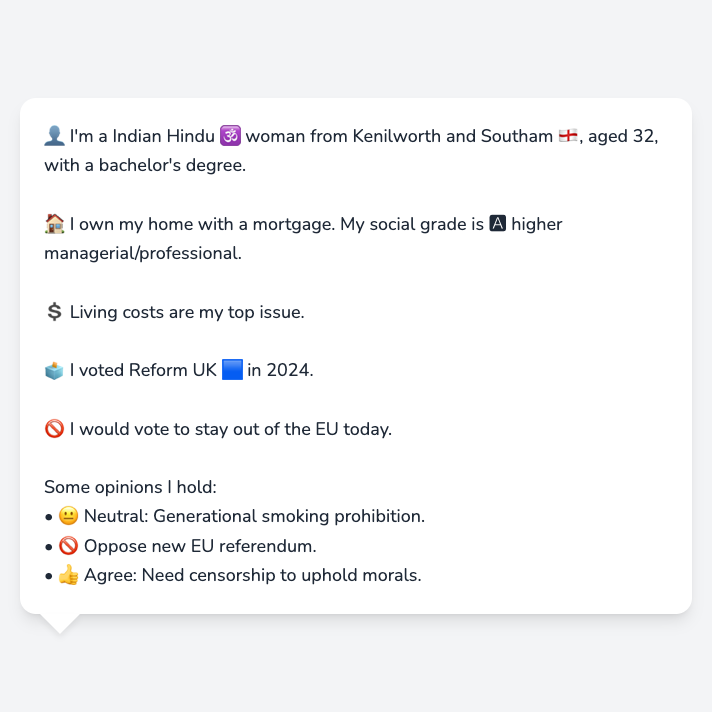 👤 I'm a Indian Hindu 🕉️ woman from Kenilworth and Southam 🏴󠁧󠁢󠁥󠁮󠁧󠁿, aged 32,
with a bachelor's degree.
🏠 I own my home with a mortgage. My social grade is 🅰 higher
managerial/professional.
💲 Living costs are my top issue.
🗳️ I voted Reform UK 🟦 in 2024.
🚫 I would vote to stay out of the EU today.
Some opinions I hold:
• 😐 Neutral: Generational smoking prohibition.
• 🚫 Oppose new EU referendum.
• 👍 Agree: Need censorship to uphold morals.